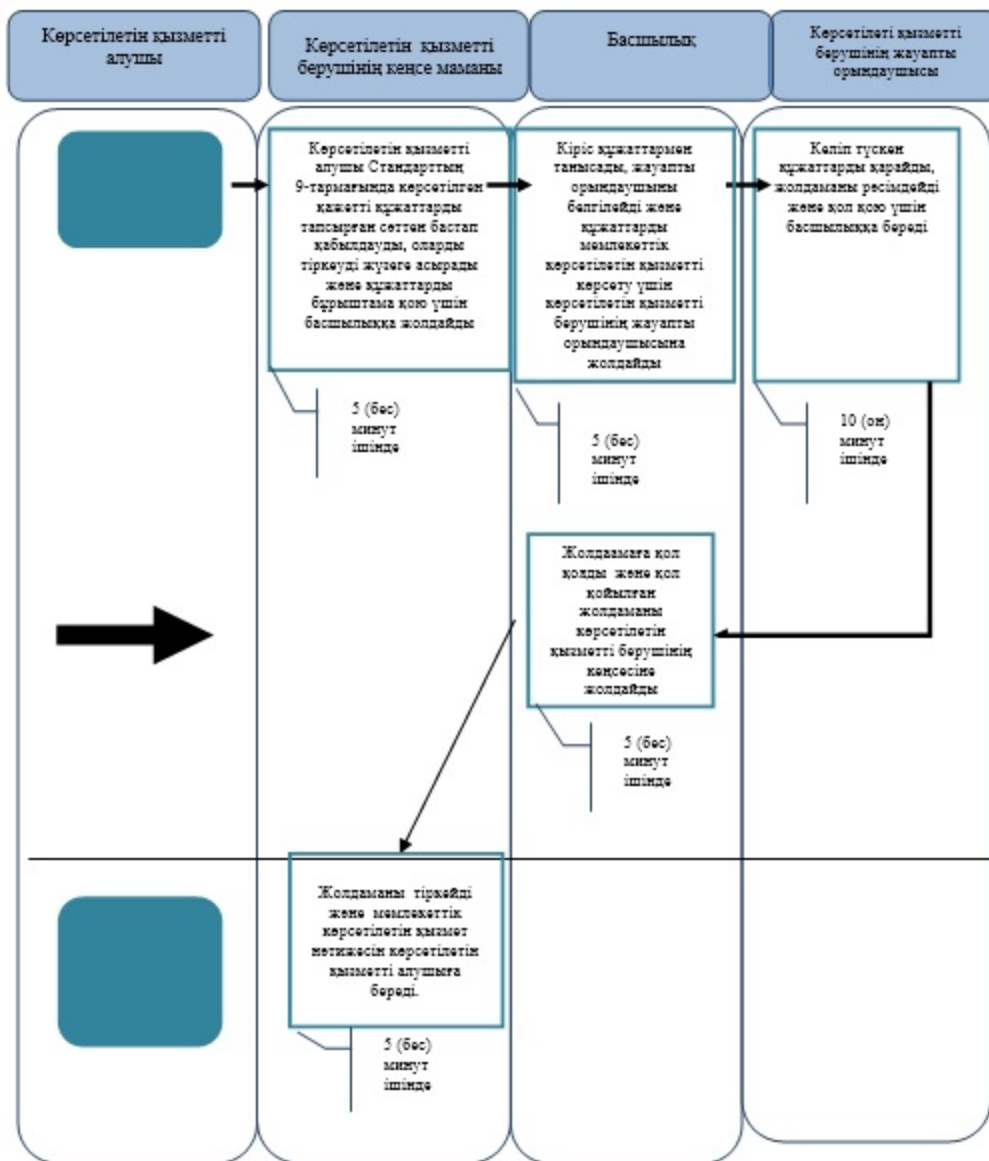 Көрсетілетін қызметті
алушы
Көрсетілетін қызметті
берушінің кеңсе маманы
Басшылық
Көрсетілеті қызметті
берушінің жауапты
орындаушысы
Көрсетілетін қызметті
алушы Стандарттың
9-тармағында көрсетілген
қажетті құжаттарды
тапсырған сәттен бастап
қабылдауды, оларды
тіркеуді жүзеге асырады
және құжаттарды
бұрыштама қою үшін
басшылыққа жолдайды
Кіріс құжаттармен
танысады, жауапты
орындаушыны
белгілейді және
құжаттарды
мемлекеттік
көрсетілетін қызметті
көрсету үшін
көрсетілетін қызметті
берушінің жауапты
орындаушысына
жолдайды
Келіп түскен
құжаттарды қарайды,
жолдаманы рәсімдейді
және қол қою үшін
басшылыққа береді
5 (бес)
минут
ішінде
5 (бес)
минут
ішінде
10 (он)
минут
ішінде
Жолдаамаға қол
қояды және қол
қойылған
жолдаманы
көрсетілетін
қызметті берушінің
кеңсесіне
жолдайды
5 (бес)
минут
ішінде
Жолдаманы тіркейді
және мемлекеттік
көрсетілетін қызмет
нәтижесін көрсетілетін
қызметті алушыға
береді.
5 (бес)
минут
ішінде